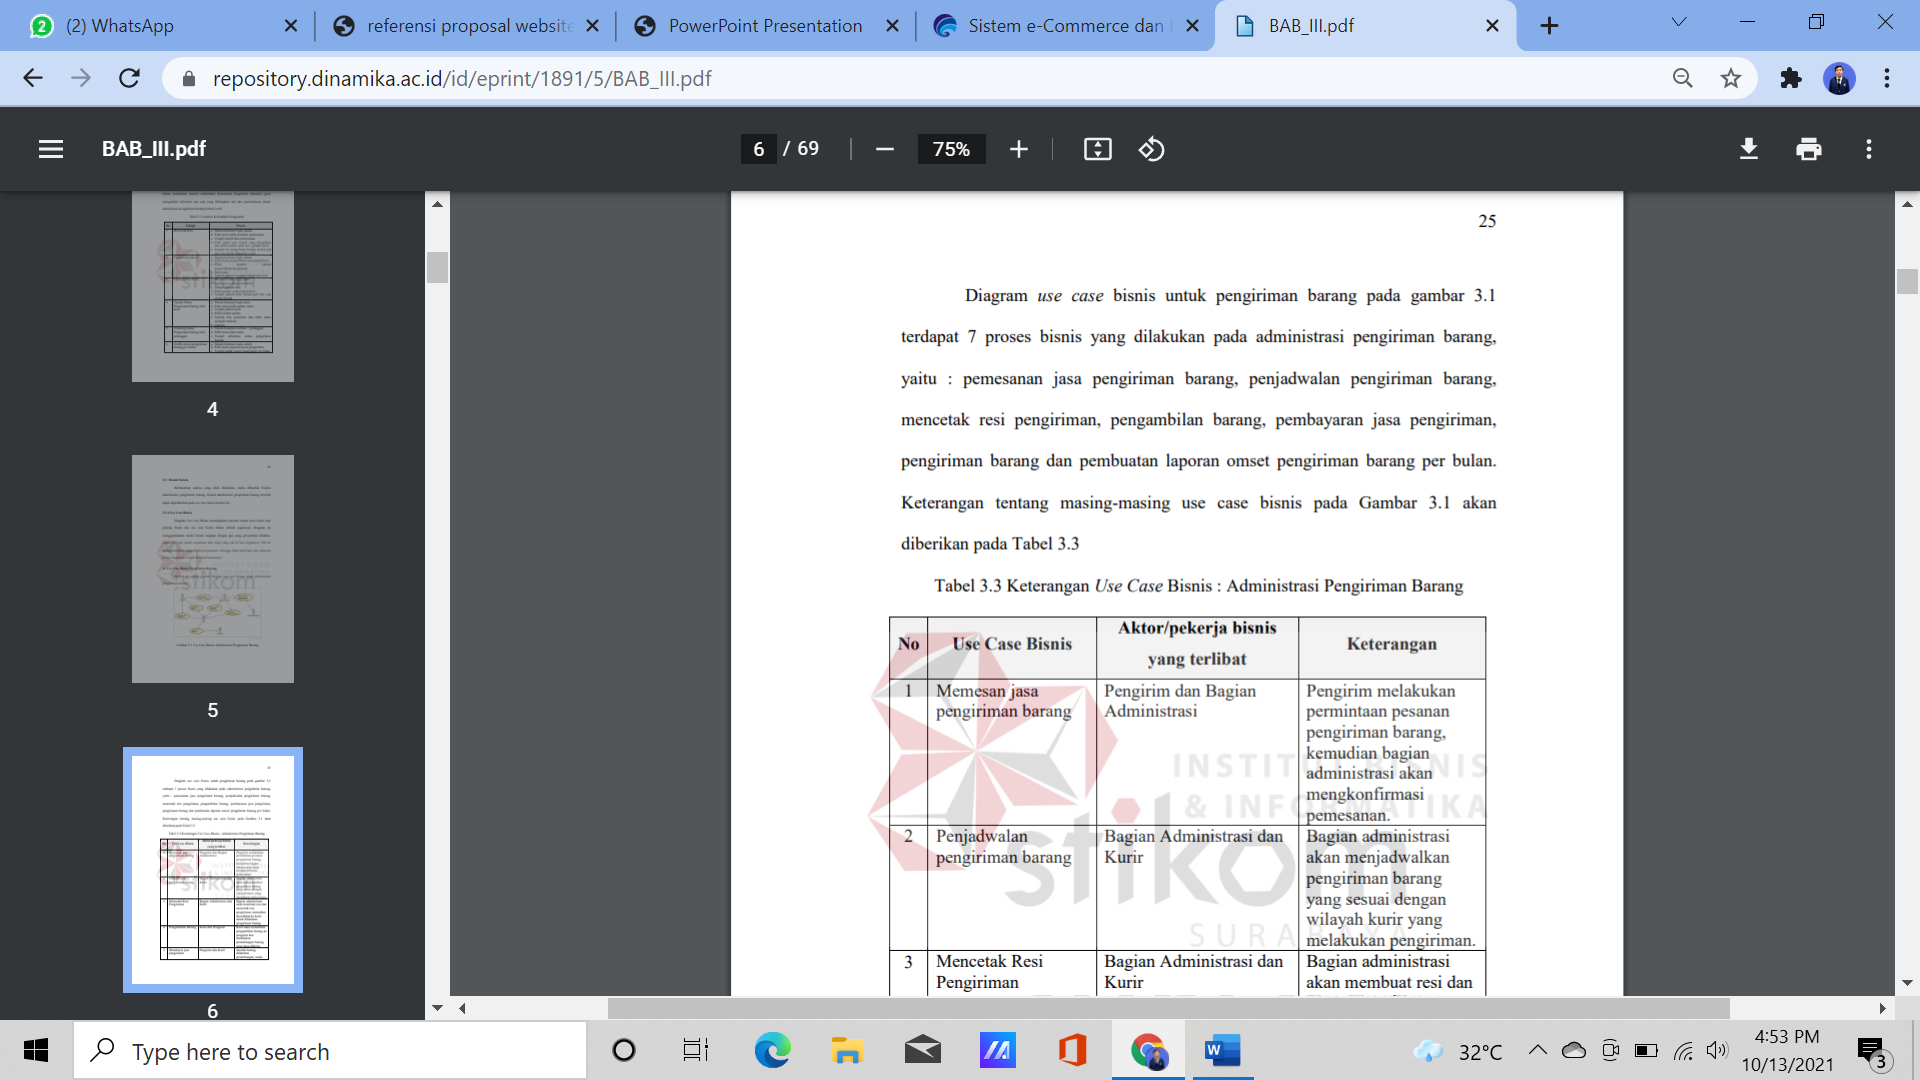 (2) WhatsApp
referensi proposal website
PowerPoint Presentation
Sistem e-Commerce dan
BAB_III.pdf
repository.dinamika.ac.id/id/eprint/1891/5/BAB_III.pdf
BAB_III.pdf
6 / 69
75%
4
5
6
25
Diagram use case bisnis untuk pengiriman barang pada gambar 3.1
terdapat 7 proses bisnis yang dilakukan pada administrasi pengiriman barang,
yaitu : pemesanan jasa pengiriman barang, penjadwalan pengiriman barang,
mencetak resi pengiriman, pengambilan barang, pembayaran jasa pengiriman,
pengiriman barang dan pembuatan laporan omset pengiriman barang per bulan.
Keterangan tentang masing-masing use case bisnis pada Gambar 3.1 akan
diberikan pada Tabel 3.3
Tabel 3.3 Keterangan Use Case Bisnis : Administrasi Pengiriman Barang
No
Use Case Bisnis
Aktor/pekerja bisnis
yang terlibat
Keterangan
1
Memesan jasa
pengiriman barang
Pengirim dan Bagian
Administrasi
Pengirim melakukan
permintaan pesanan
pengiriman barang,
kemudian bagian
administrasi akan
mengkonfirmasi
pemesanan.
2
Penjadwalan
pengiriman barang
Bagian Administrasi dan
Kurir
Bagian administrasi
akan menjadwalkan
pengiriman barang
yang sesuai dengan
wilayah kurir yang
melakukan pengiriman.
3
Mencetak Resi
Pengiriman
Bagian Administrasi dan
Kurir
Bagian administrasi
akan membuat resi dan
INSTITUT BISNIS
& INFORMATIKA
stikom
SURABAYA
Type here to search
32°C
4:53 PM
10/13/2021
3